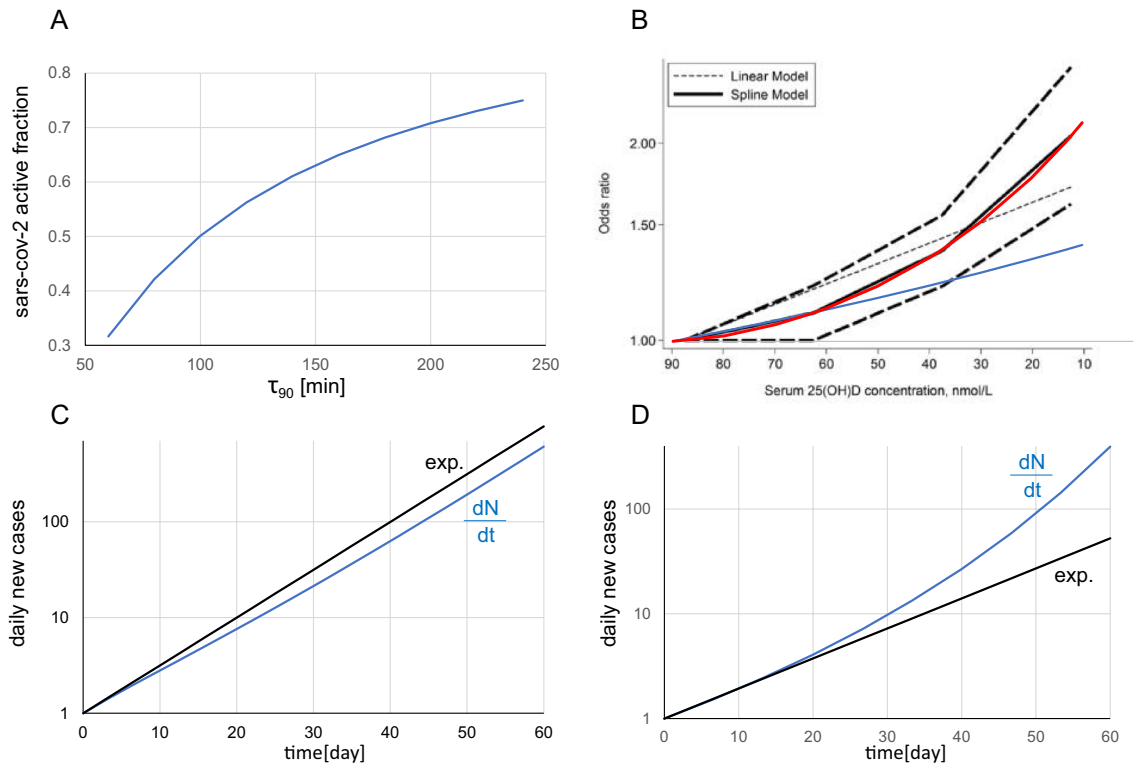 A
sars-cov-2 active fraction
0.8
0.7
0.6
0.5
0.4
0.3
50
100
150
200
250
τ90 [min]
B
Linear Model
Spline Model
Odds ratio
2.00
1.50
1.00
90
80
70
60
50
40
30
20
10
Serum 25(OH)D concentration, nmol/L
C
daily new cases
100
10
1
exp.
dN
dt
0
10
20
30
40
50
60
time[day]
D
daily new cases
100
10
1
dN
dt
exp.
0
10
20
30
40
50
60
time[day]